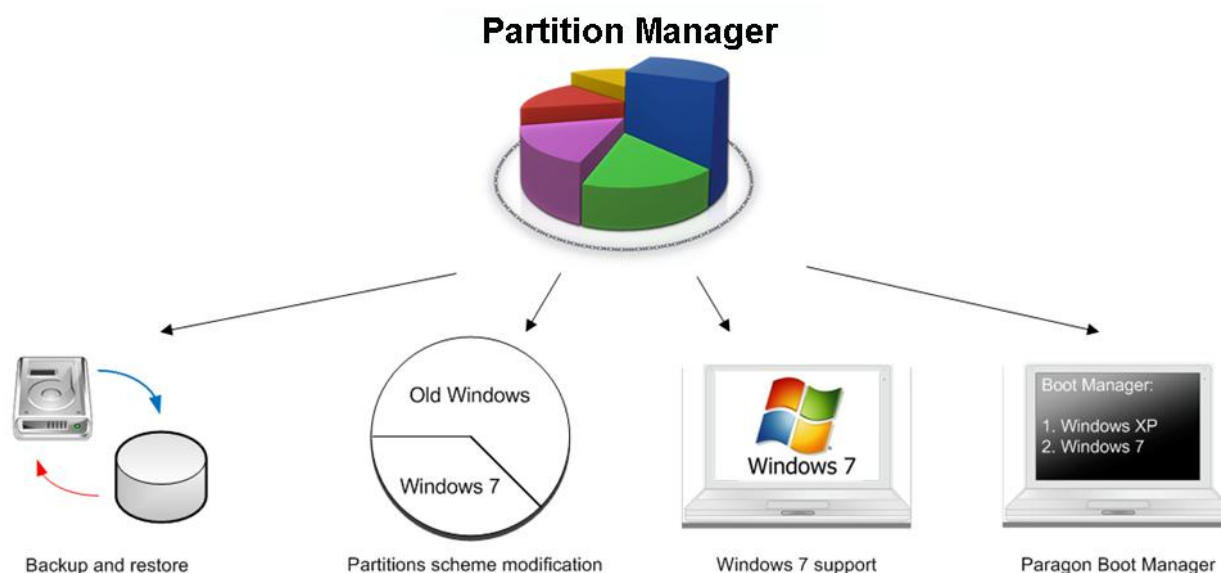 Partition Manager
Old Windows
Windows 7
Windows 7
Boot Manager:
1. Windows XP
2. Windows 7
Backup and restore
Partitions scheme modification
Windows 7 support
Paragon Boot Manager